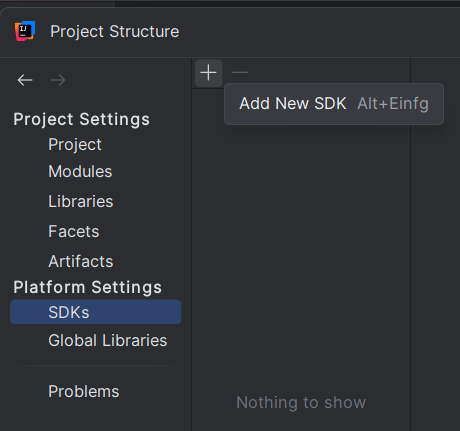 Project Structure
Add New SDK Alt+Einfg
Project Settings
Project
Modules
Libraries
Facets
Artifacts
Platform Settings
SDKs
Global Libraries
Problems
Nothing to show